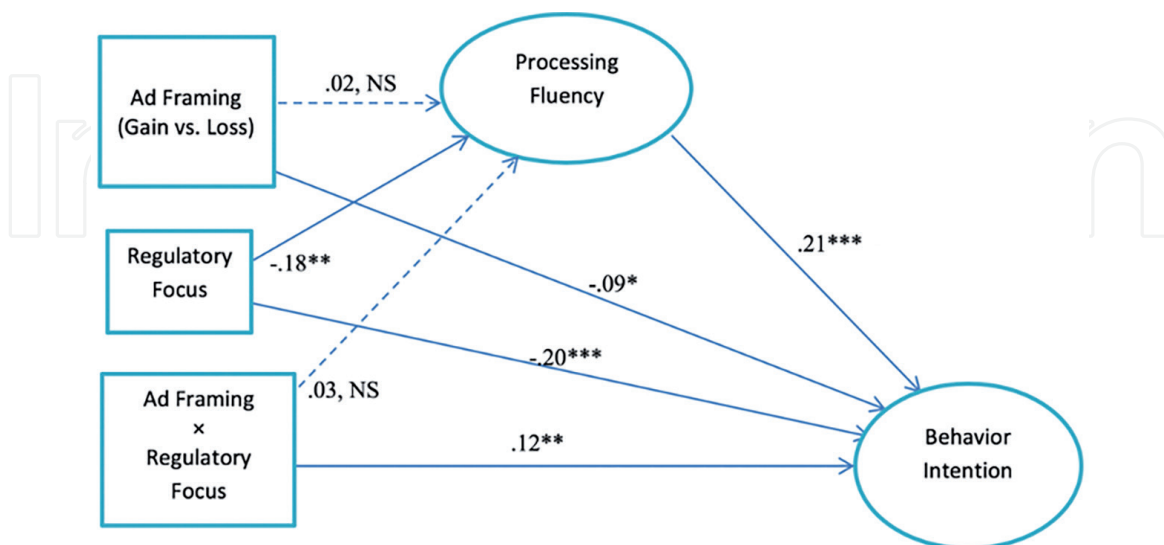 Processing
Fluency
Ad Framing
(Gain vs. Loss)
.02, NS
Regulatory
Focus
-.18**
.21***
-.09*
-.20***
.03, NS
Ad Framing
×
Regulatory
Focus
.12**
Behavior
Intention